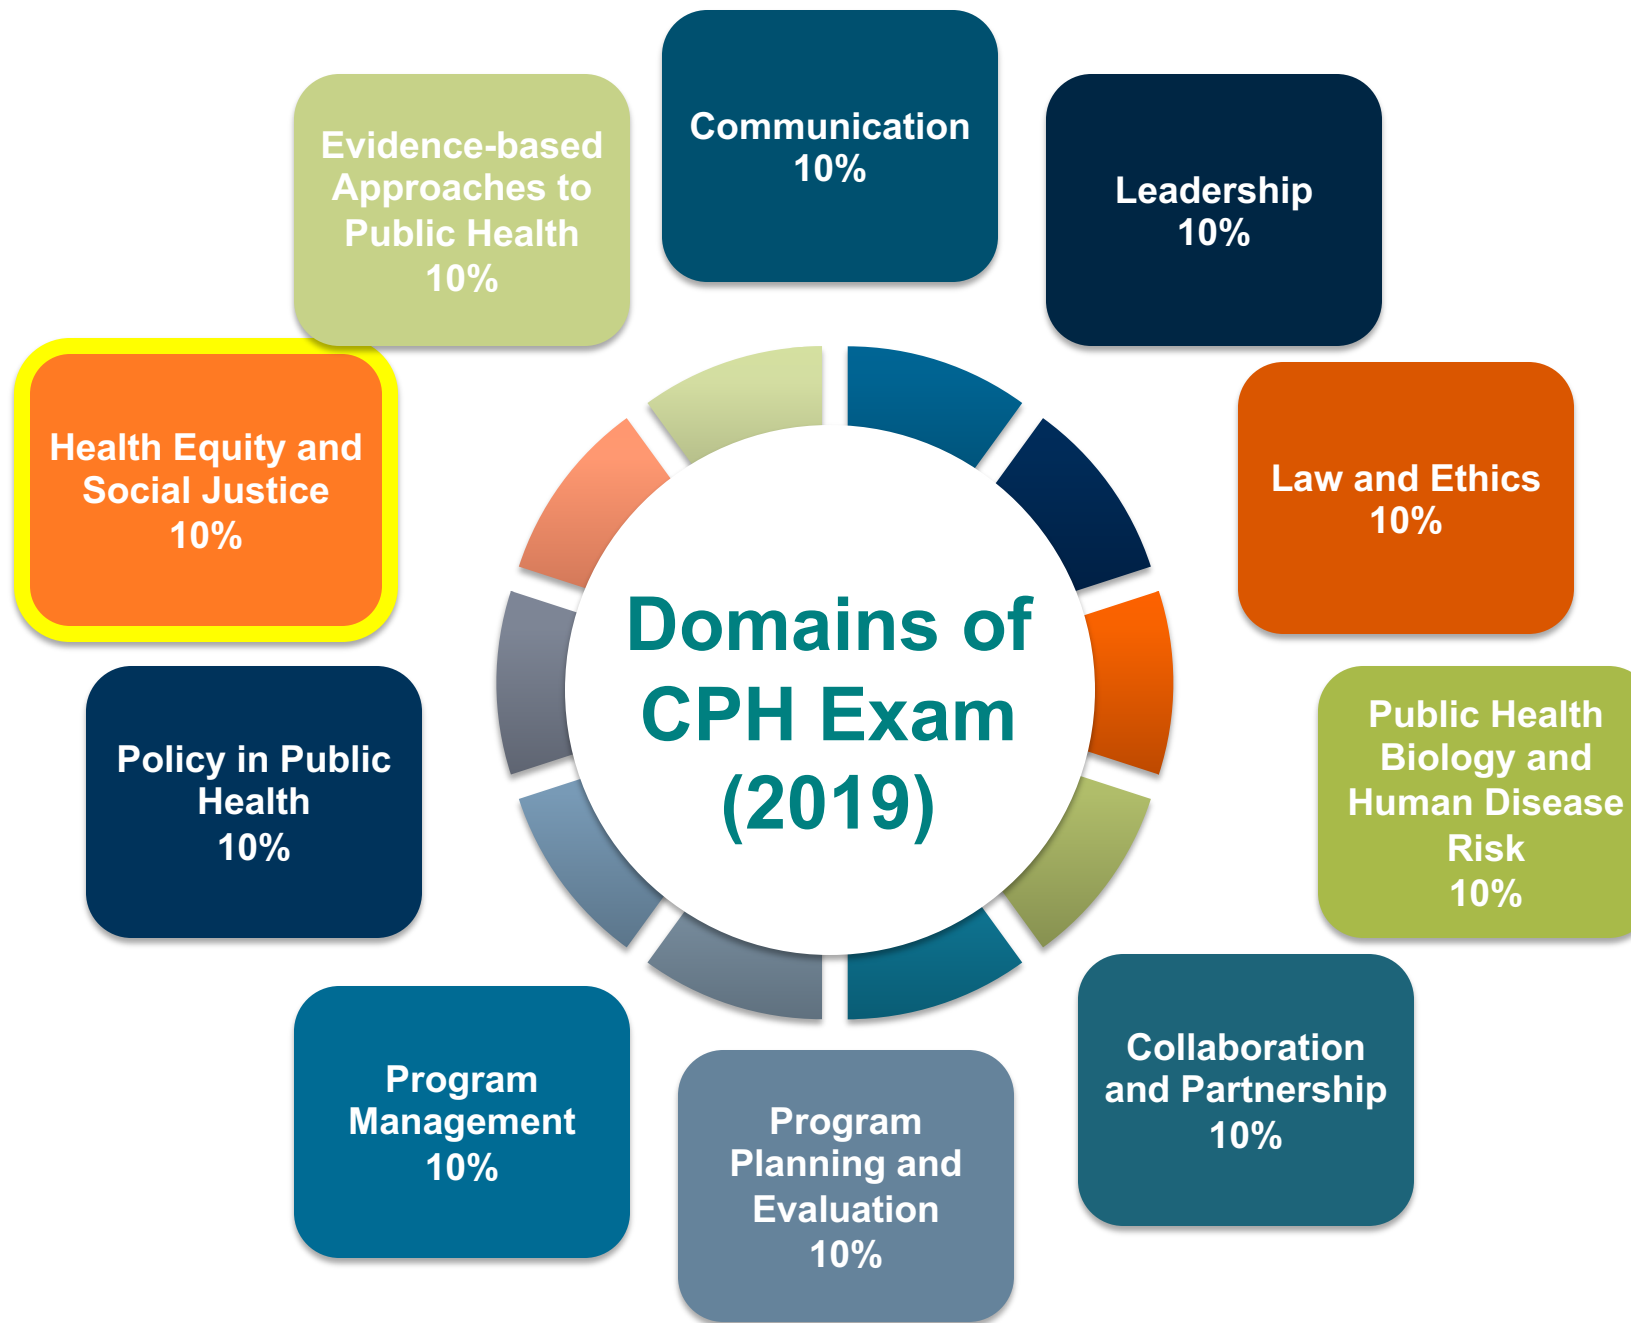 Communication
10%
Leadership
10%
Law and Ethics
10%
Public Health
Biology and
Human Disease
Risk
10%
Collaboration
and Partnership
10%
Program
Planning and
Evaluation
10%
Program
Management
10%
Policy in Public
Health
10%
Health Equity and
Social Justice
10%
Evidence-based
Approaches to
Public Health
10%
Domains of
CPH Exam
(2019)